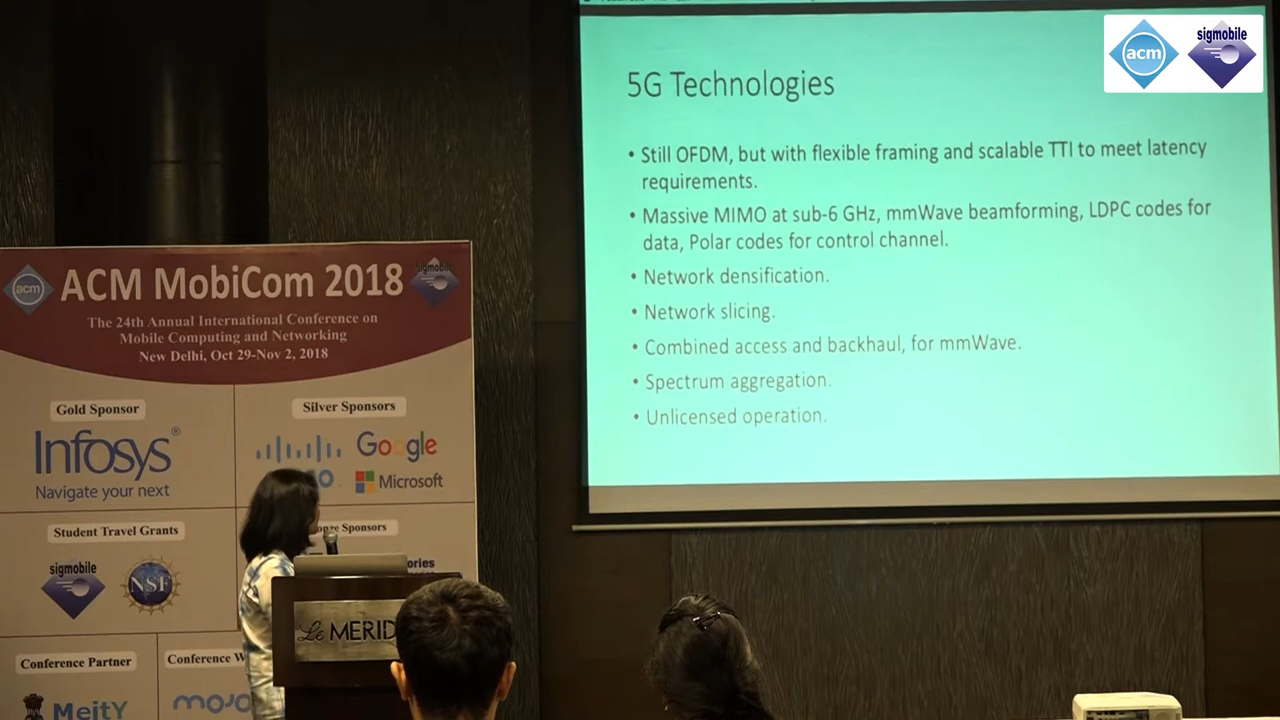 acm
sigmobile
5G Technologies
• Still OFDM, but with flexible framing and scalable TTI to meet latency
requirements.
• Massive MIMO at sub-6 GHz, mmWave beamforming, LDPC codes for
data, Polar codes for control channel.
• Network densification.
• Network slicing.
• Combined access and backhaul, for mmWave.
• Spectrum aggregation.
• Unlicensed operation.
acm
ACM MobiCom 2018
sigmobile
The 24th Annual International Conference on
Mobile Computing and Networking
New Delhi, Oct 29-Nov 2, 2018
Gold Sponsor
Infosys®
Navigate your next
Silver Sponsors
Google
Microsoft
Student Travel Grants
sigmobile
NSF
Sponsors
Le MERID
Conference Partner
MeitY
Conference W